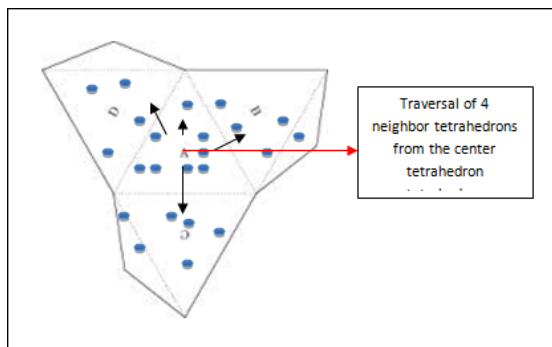 D
B
A
C
Traversal of 4
neighbor tetrahedrons
from the center
tetrahedron